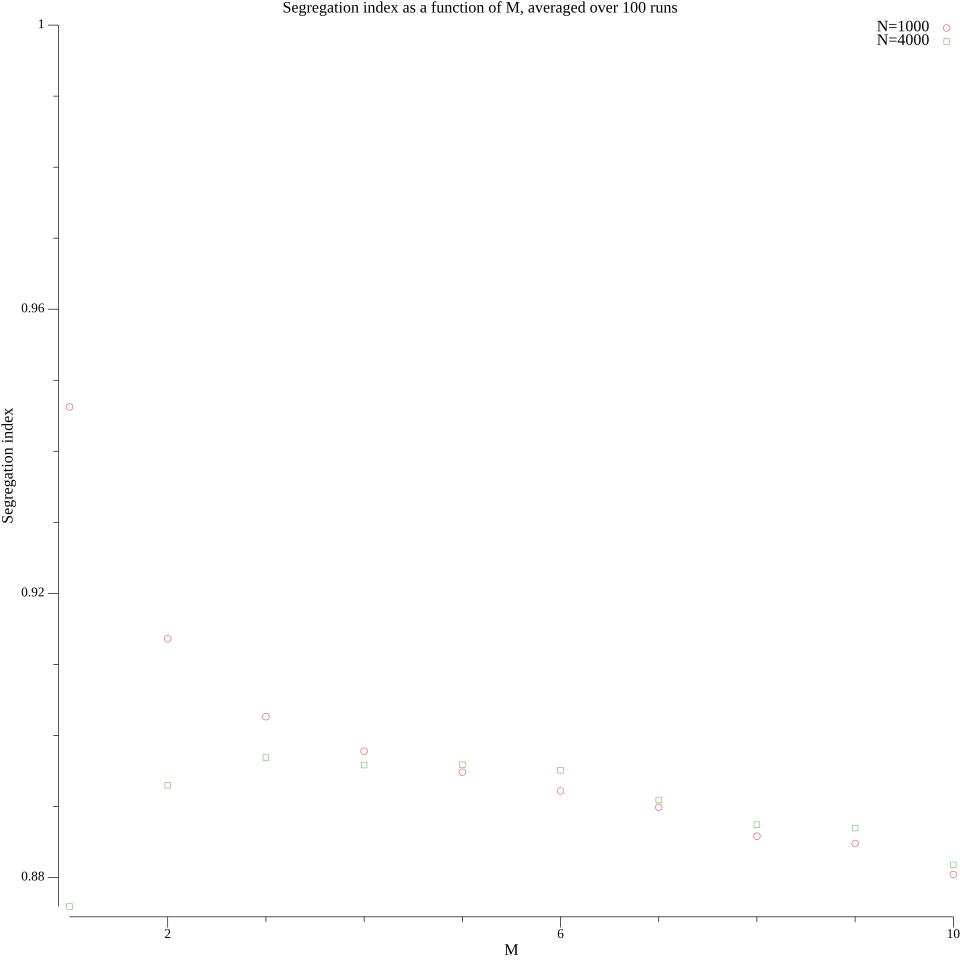 Segregation index as a function of M, averaged over 100 runs
N=1000
N=4000
1
0.96
0.92
0.88
Segregation index
2
6
10
M